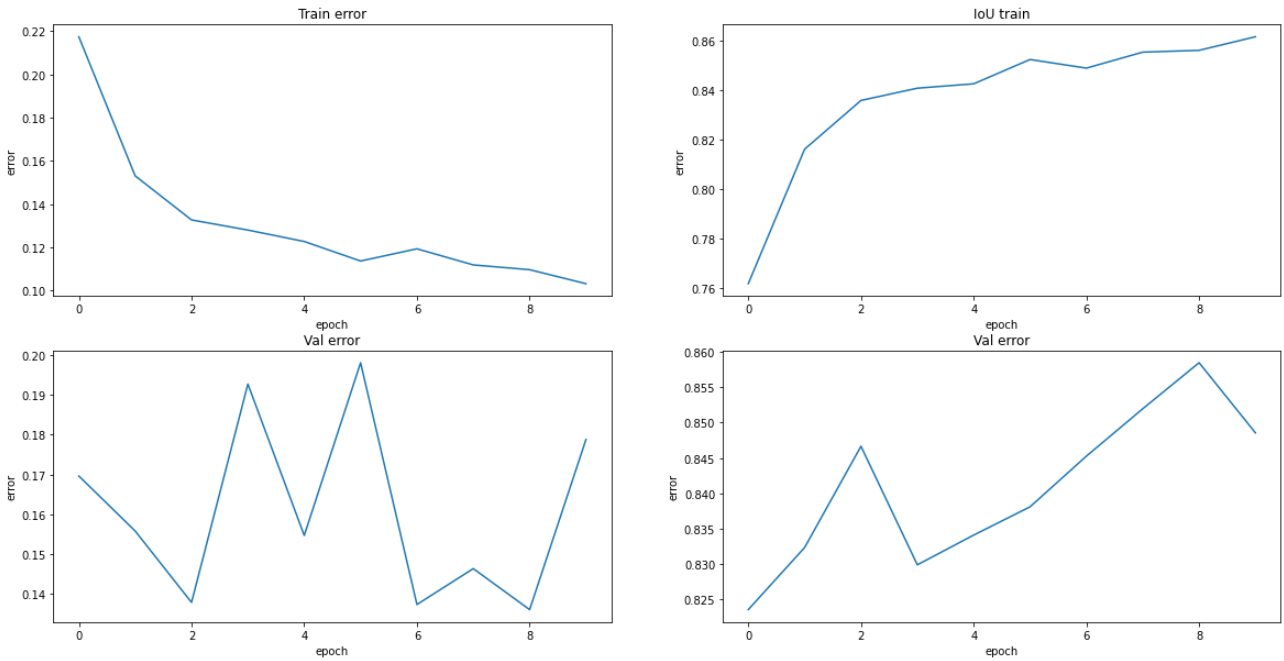 Train error
0.22
0.20
0.18
0.16
0.14
0.12
0.10
error
0 2 4 6 8
epoch
IoU train
0.86
0.84
0.82
0.80
0.78
0.76
error
0 2 4 6 8
epoch
Val error
0.20
0.19
0.18
0.17
0.16
0.15
0.14
error
0 2 4 6 8
epoch
Val error
0.860
0.855
0.850
0.845
0.840
0.835
0.830
0.825
error
0 2 4 6 8
epoch